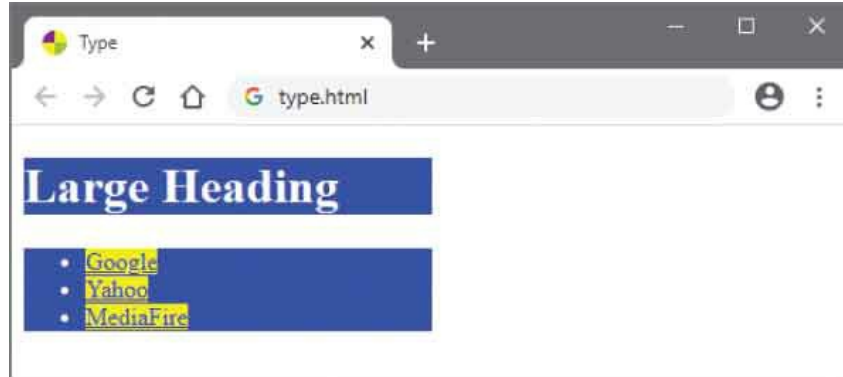 Type
type.html
Large Heading
Google
Yahoo
MediaFire